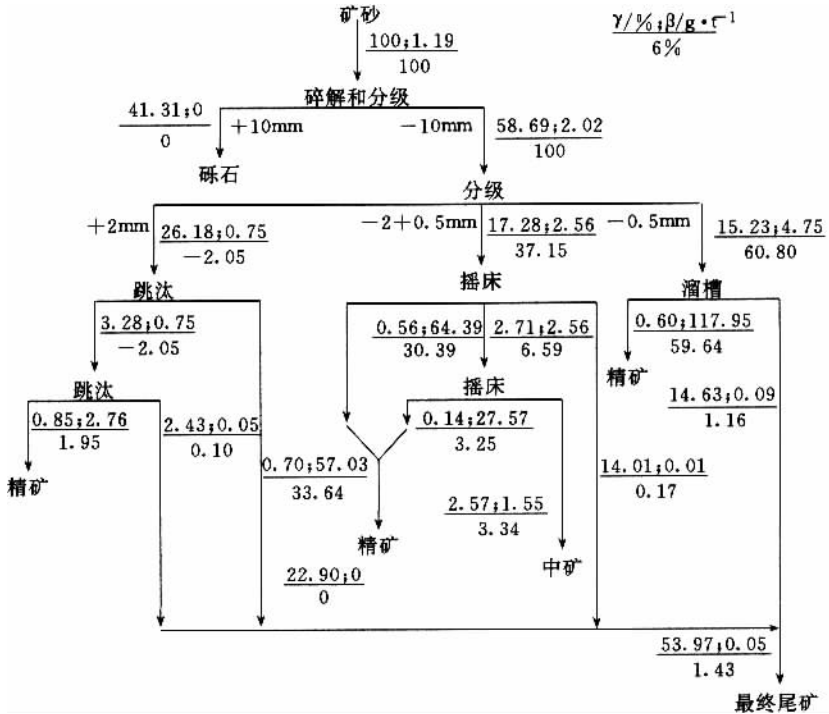 矿砂
γ/%;β/g·t⁻¹
6%
100;1.19
100
碎解和分级
41.31;0
0
+10mm
-10mm
58.69;2.02
100
砾石
分级
+2mm
26.18;0.75
-2.05
-2+0.5mm
17.28;2.56
37.15
-0.5mm
15.23;4.75
60.80
跳汰
摇床
溜槽
3.28;0.75
-2.05
0.56;64.39
30.39
2.71;2.56
6.59
0.60;117.95
59.64
跳汰
摇床
精矿
0.85;2.76
1.95
2.43;0.05
0.10
0.14;27.57
3.25
14.63;0.09
1.16
0.70;57.03
33.64
14.01;0.01
0.17
精矿
2.57;1.55
3.34
精矿
中矿
22.90;0
0
53.97;0.05
1.43
最终尾矿